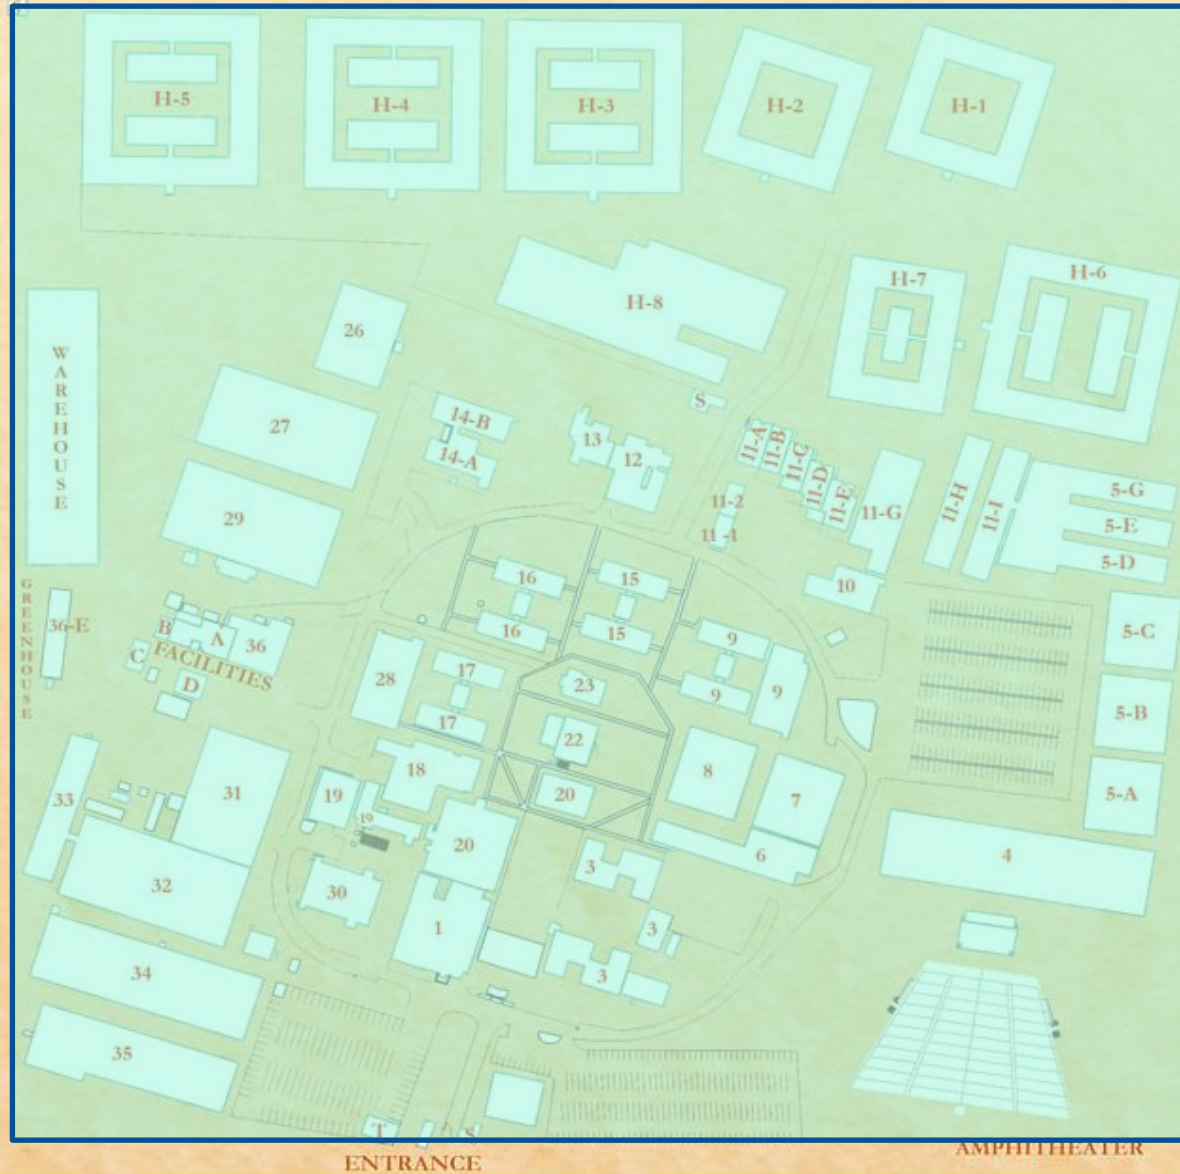 H-5
H-4
H-3
H-2
H-1
H-8
H-7
H-6
WAREHOUSE
26
27
29
14-B
14-A
13
12
S
11-A
11-B
11-C
11-D
11-E
11-G
11-H
11-I
11-2
11 -1
5-G
5-E
5-D
10
5-C
5-B
5-A
GREENHOUSE
36-E
B
A
36
C
FACILITIES
D
16
15
16
15
9
9
9
28
17
17
23
22
20
8
7
18
19
19
20
6
4
33
31
32
30
1
3
3
3
34
35
T
S
ENTRANCE
AMPHITHEATER